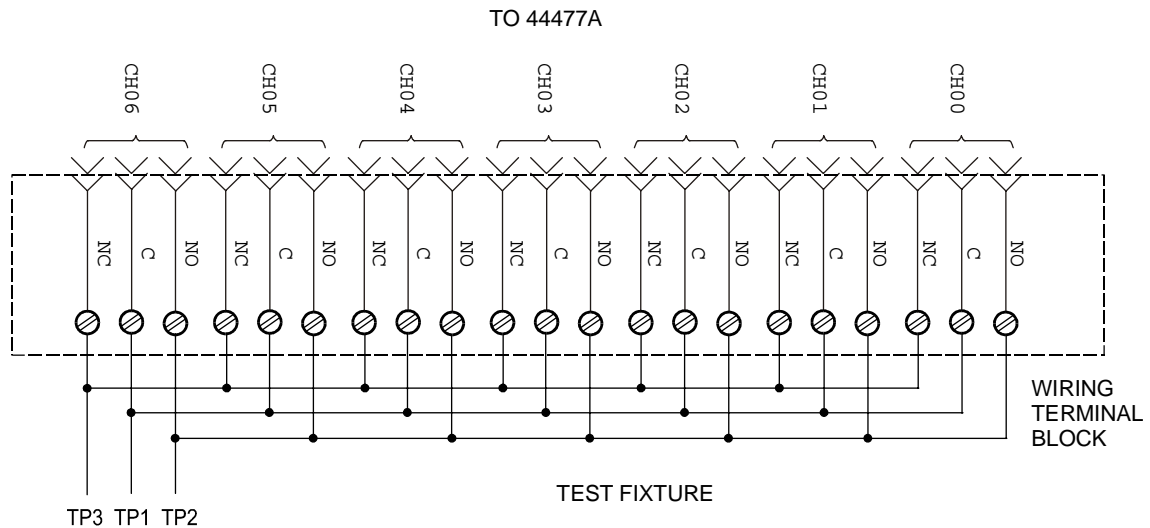 TO 44477A
CH06 CH05 CH04 CH03 CH02 CH01 CH00
NC C NO NC C NO NC C NO NC C NO NC C NO NC C NO NC C NO
WIRING
TERMINAL
BLOCK
TEST FIXTURE
TP3 TP1 TP2